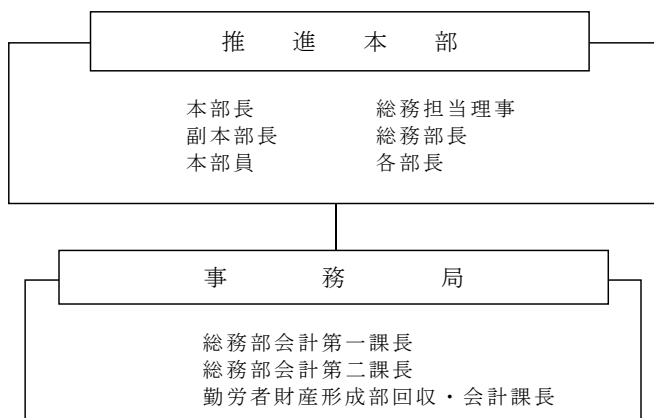 推進本部
本部長 総務担当理事
副本部長 総務部長
本部員 各部長
事務局
総務部会計第一課長
総務部会計第二課長
勤労者財産形成部回収・会計課長